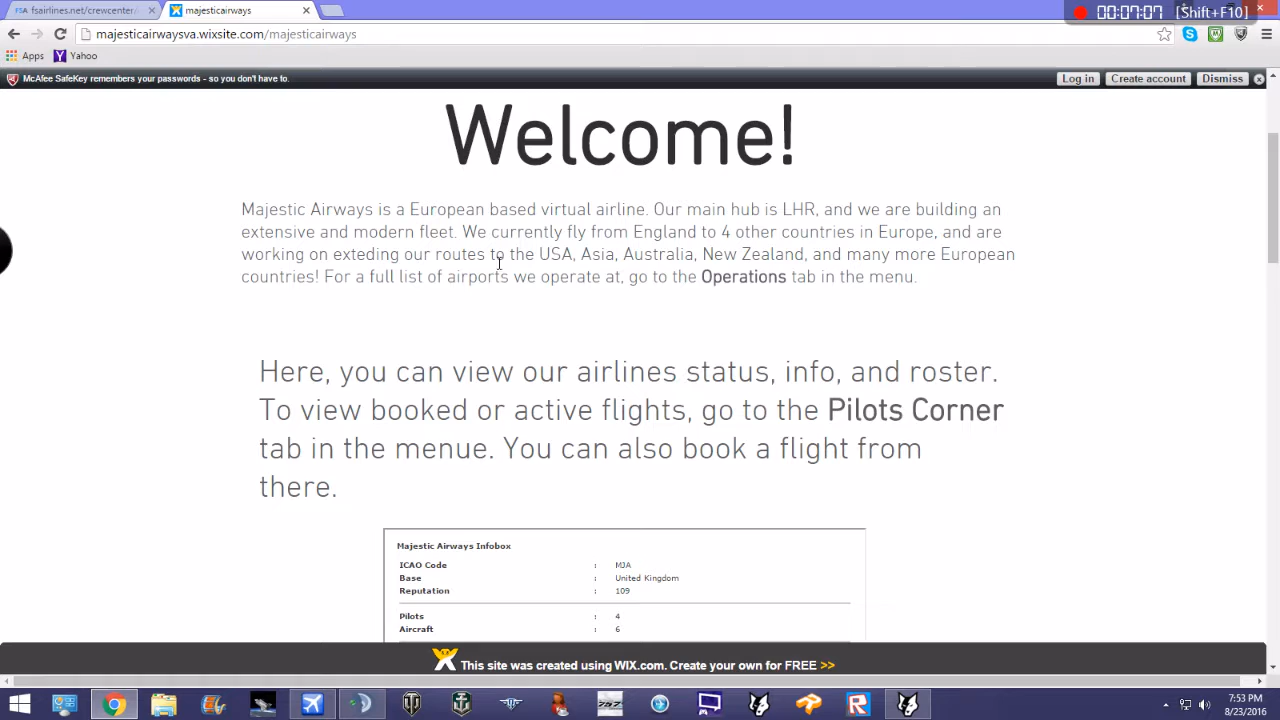 fsairlines.net/crewcenter/
majesticairways
00:07:07 [Shift+F10]
majesticairwaysva.wixsite.com/majesticairways
Apps Yahoo
McAfee SafeKey remembers your passwords - so you don't have to.
Log in Create account Dismiss
Welcome!
Majestic Airways is a European based virtual airline. Our main hub is LHR, and we are building an
extensive and modern fleet. We currently fly from England to 4 other countries in Europe, and are
working on exteding our routes to the USA, Asia, Australia, New Zealand, and many more European
countries! For a full list of airports we operate at, go to the Operations tab in the menu.
Here, you can view our airlines status, info, and roster.
To view booked or active flights, go to the Pilots Corner
tab in the menue. You can also book a flight from
there.
Majestic Airways Infobox
ICAO Code : MJA
Base : United Kingdom
Reputation : 109
Pilots : 4
Aircraft : 6
This site was created using WIX.com. Create your own for FREE >>
7:53 PM
8/23/2016